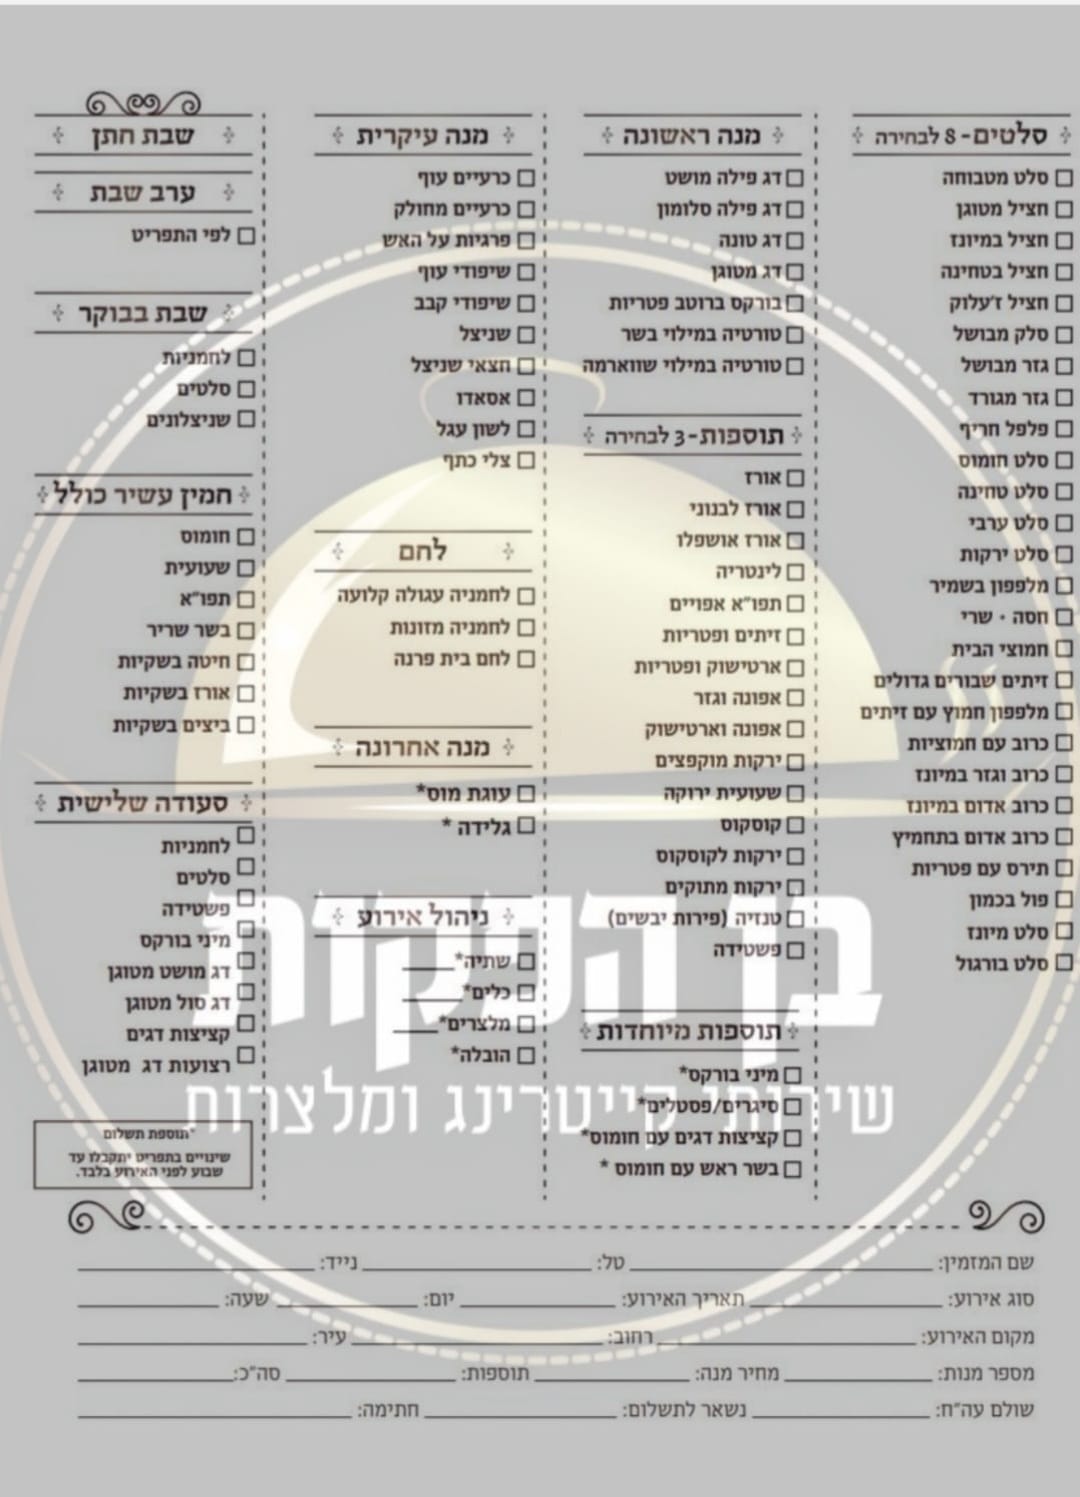 סלטים- 8 לבחירה
סלט מטבוחה
חציל מטוגן
חציל במיונז
חציל בטחינה
חציל ז'עלוק
סלק מבושל
גזר מבושל
גזר מגורד
פלפל חריף
סלט חומוס
סלט טחינה
סלט ערבי
סלט ירקות
מלפפון בשמיר
חסה • שרי
חמוצי הבית
זיתים שבורים גדולים
מלפפון חמוץ עם זיתים
כרוב עם חמוציות
כרוב וגזר במיונז
כרוב אדום במיונז
כרוב אדום בתחמיץ
תירס עם פטריות
פול בכמון
סלט מיונז
סלט בורגול
מנה ראשונה
דג פילה מושט
דג פילה סלומון
דג טונה
דג מטוגן
בורקס ברוטב פטריות
טורטיה במילוי בשר
טורטיה במילוי שווארמה
תוספות- 3 לבחירה
אורז
אורז לבנוני
אורז אושפלו
לינטריה
תפו"א אפויים
זיתים ופטריות
ארטישוק ופטריות
אפונה וגזר
אפונה וארטישוק
ירקות מוקפצים
שעועית ירוקה
קוסקוס
ירקות לקוסקוס
ירקות מתוקים
טנזיה (פירות יבשים)
פשטידה
תוספות מיוחדות
מיני בורקס*
סיגרים/פסטלים*
קציצות דגים עם חומוס*
בשר ראש עם חומוס *
מנה עיקרית
כרעיים עוף
כרעיים מחולק
פרגיות על האש
שיפודי עוף
שיפודי קבב
שניצל
חצאי שניצל
אסאדו
לשון עגל
צלי כתף
לחם
לחמניה עגולה קלועה
לחמניה מזונות
לחם בית פרנה
מנה אחרונה
עוגת מוס*
גלידה *
ניהול אירוע
שתיה*_____
כלים*_____
מלצרים*_____
הובלה*
שבת חתן
ערב שבת
לפי התפריט
שבת בבוקר
לחמניות
סלטים
שניצלונים
חמין עשיר כולל
חומוס
שעועית
תפו"א
בשר שריר
חיטה בשקיות
אורז בשקיות
ביצים בשקיות
סעודה שלישית
לחמניות
סלטים
פשטידה
מיני בורקס
דג מושט מטוגן
דג סול מטוגן
קציצות דגים
רצועות דג מטוגן
*תוספת תשלום
שינויים בתפריט יתקבלו עד
שבוע לפני האירוע בלבד.
בן הפקות
שירותי קייטרינג ומלצרות
שם המזמין: טל: נייד:
סוג אירוע: תאריך האירוע: יום: שעה:
מקום האירוע: רחוב: עיר:
מספר מנות: מחיר מנה: תוספות: סה"כ:
שולם עה"ח: נשאר לתשלום: חתימה: